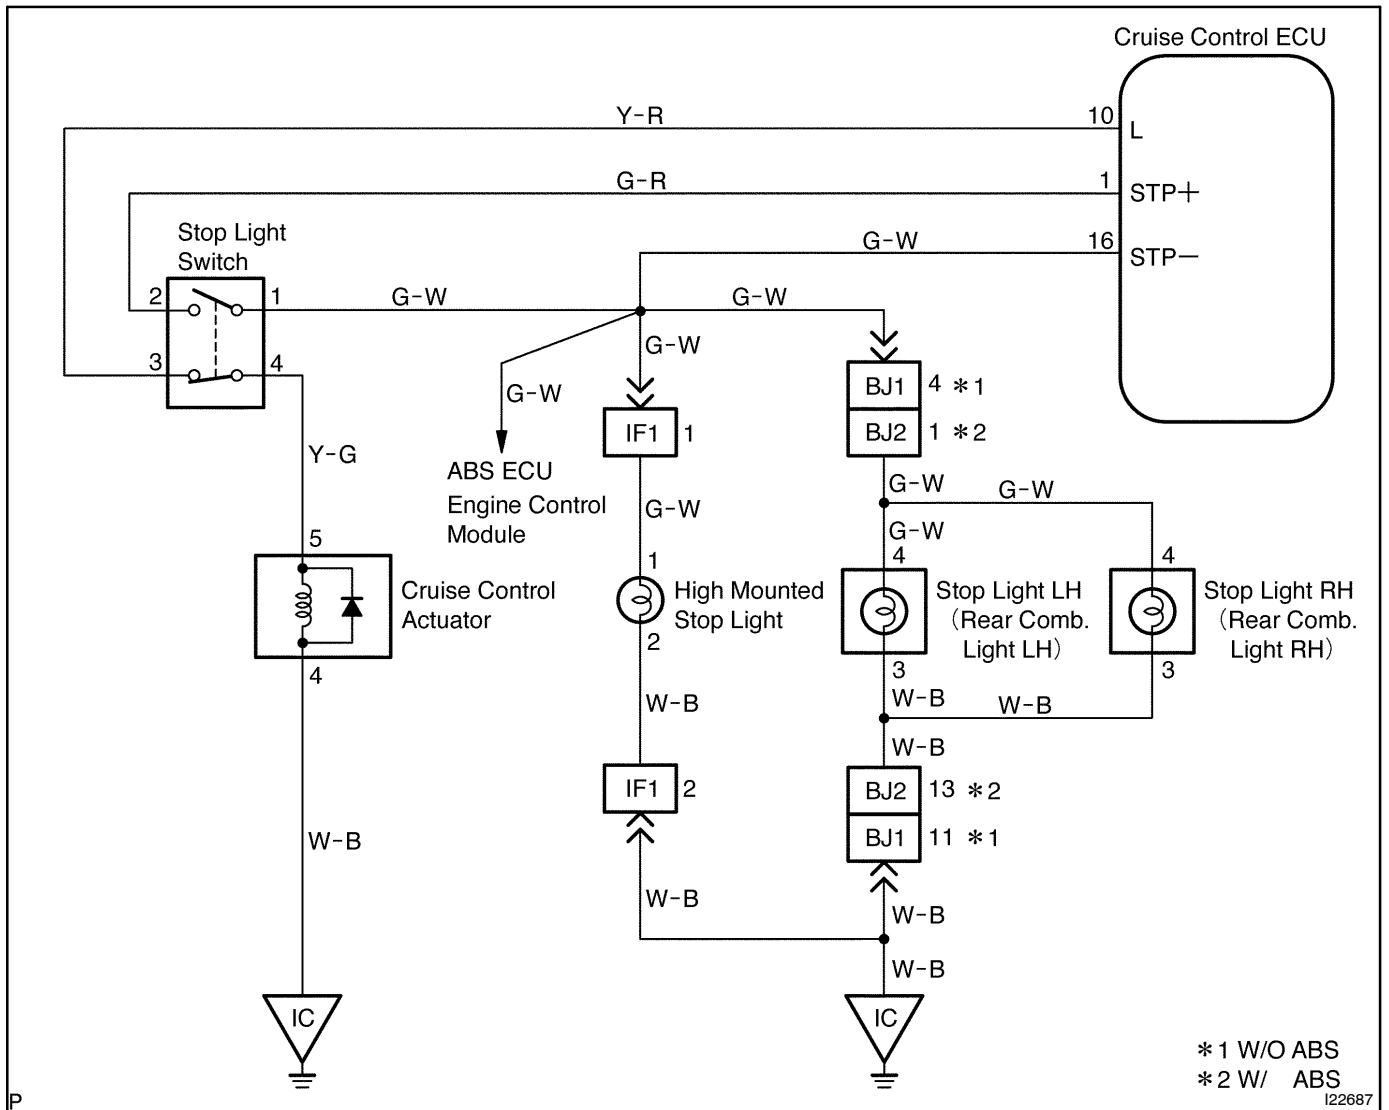 Cruise Control ECU
Y-R
10
L
G-R
1
STP+
G-W
16
STP−
Stop Light
Switch
2
1
G-W
G-W
3
4
G-W
G-W
BJ1
4 *1
BJ2
1 *2
IF1
1
Y-G
ABS ECU
Engine Control
Module
G-W
G-W
G-W
G-W
5
1
4
4
Cruise Control
Actuator
High Mounted
Stop Light
Stop Light LH
(Rear Comb.
Light LH)
Stop Light RH
(Rear Comb.
Light RH)
4
2
3
3
W-B
W-B
W-B
W-B
IF1
2
BJ2
13 *2
BJ1
11 *1
W-B
W-B
W-B
W-B
IC
IC
*1 W/O ABS
*2 W/ ABS
P
I22687